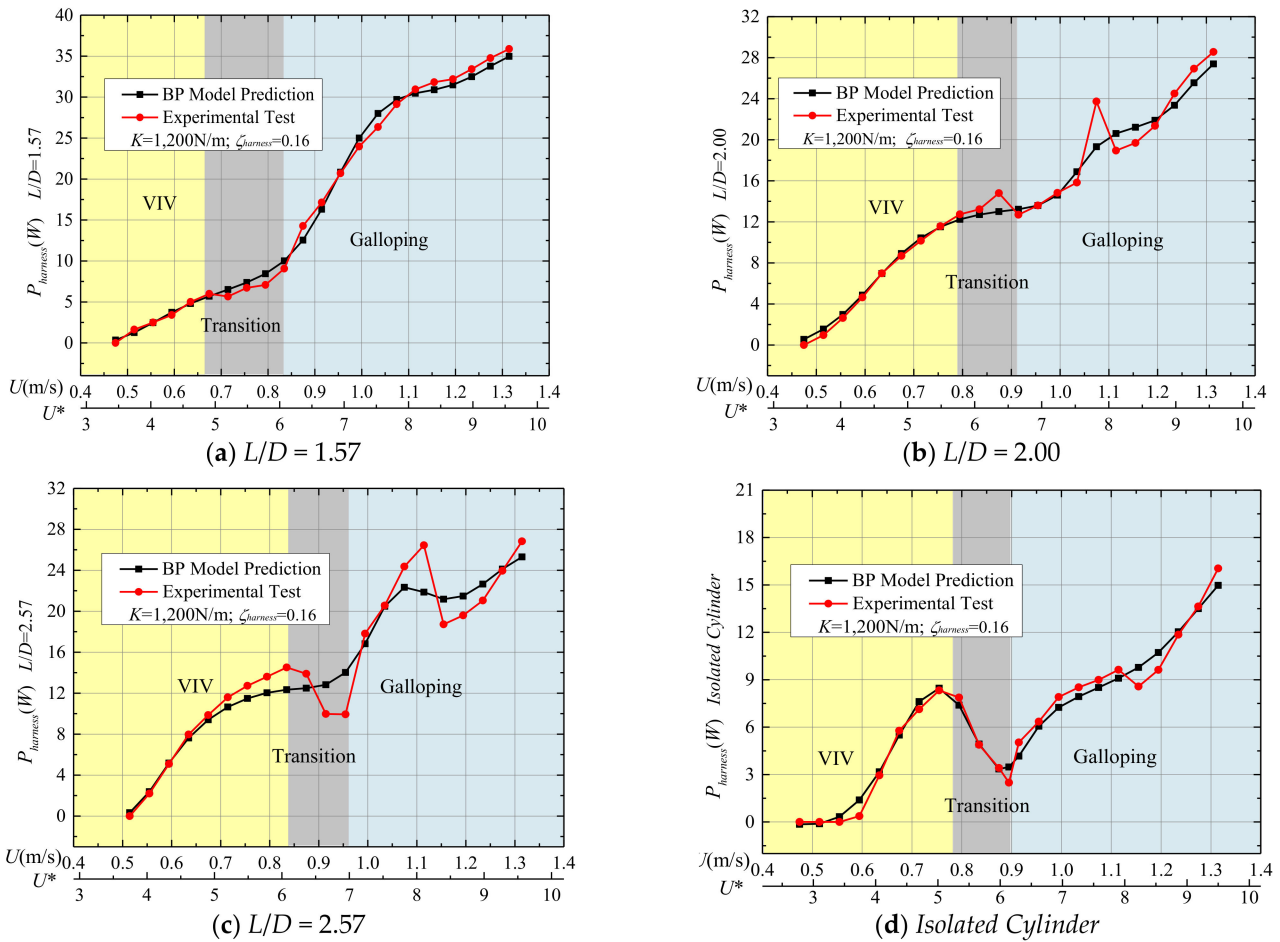 40
35
30
25
20
15
10
5
0
P_harness(W) L/D=1.57
BP Model Prediction
Experimental Test
K=1,200N/m; ζ_harness=0.16
VIV
Galloping
Transition
U(m/s)
0.4 0.5 0.6 0.7 0.8 0.9 1.0 1.1 1.2 1.3 1.4
U*
3 4 5 6 7 8 9 10
(a) L/D = 1.57
28
24
20
16
12
8
4
0
32
P_harness(W) L/D=2.00
BP Model Prediction
Experimental Test
K=1,200N/m; ζ_harness=0.16
VIV
Galloping
Transition
U(m/s)
0.4 0.5 0.6 0.7 0.8 0.9 1.0 1.1 1.2 1.3 1.4
U*
3 4 5 6 7 8 9 10
(b) L/D = 2.00
32
28
24
20
16
12
8
4
0
P_harness(W) L/D=2.57
BP Model Prediction
Experimental Test
K=1,200N/m; ζ_harness=0.16
VIV
Galloping
Transition
U(m/s)
0.4 0.5 0.6 0.7 0.8 0.9 1.0 1.1 1.2 1.3 1.4
U*
3 4 5 6 7 8 9 10
(c) L/D = 2.57
21
18
15
12
9
6
3
0
P_harness(W) Isolated Cylinder
BP Model Prediction
Experimental Test
K=1,200N/m; ζ_harness=0.16
VIV
Galloping
Transition
(m/s)
0.4 0.5 0.6 0.7 0.8 0.9 1.0 1.1 1.2 1.3 1.4
U*
3 4 5 6 7 8 9 10
(d) Isolated Cylinder